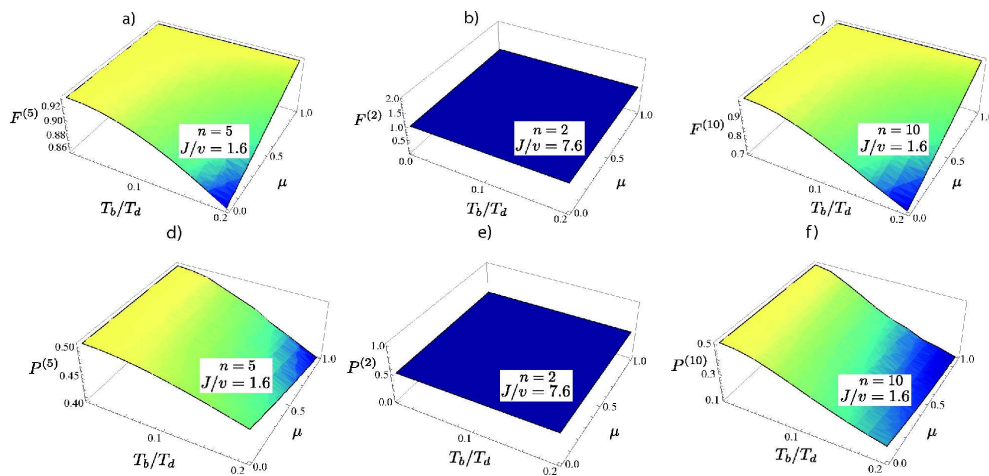 a)
0.92
0.90
0.88
0.86
F(5)
n = 5
J/v = 1.6
0.1
0.2
T_b/T_d
0.0
0.5
1.0
μ
b)
2.0
1.5
1.0
0.5
0.0
F(2)
n = 2
J/v = 7.6
0.0
0.1
0.2
T_b/T_d
0.0
0.5
1.0
μ
c)
0.9
0.8
0.7
F(10)
n = 10
J/v = 1.6
0.1
0.2
T_b/T_d
0.0
0.5
1.0
μ
d)
0.50
0.45
0.40
P(5)
n = 5
J/v = 1.6
0.1
0.2
T_b/T_d
0.0
0.5
1.0
μ
e)
1.0
0.5
0.0
P(2)
n = 2
J/v = 7.6
0.1
0.2
T_b/T_d
0.0
0.5
1.0
μ
f)
0.5
0.3
0.1
P(10)
n = 10
J/v = 1.6
0.1
0.2
T_b/T_d
0.0
0.5
1.0
μ